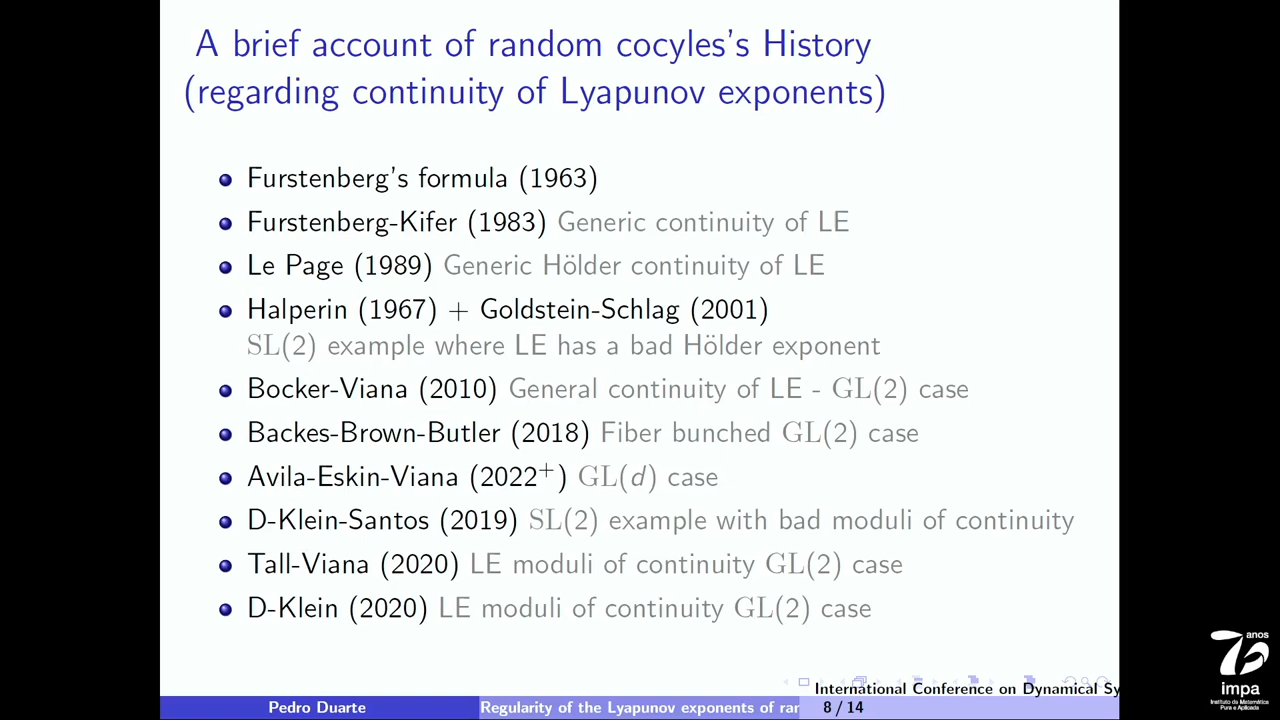 A brief account of random cocyles's History
(regarding continuity of Lyapunov exponents)
Furstenberg's formula (1963)
Furstenberg-Kifer (1983) Generic continuity of LE
Le Page (1989) Generic Hölder continuity of LE
Halperin (1967) + Goldstein-Schlag (2001)
SL(2) example where LE has a bad Hölder exponent
Bocker-Viana (2010) General continuity of LE - GL(2) case
Backes-Brown-Butler (2018) Fiber bunched GL(2) case
Avila-Eskin-Viana (2022⁺) GL(d) case
D-Klein-Santos (2019) SL(2) example with bad moduli of continuity
Tall-Viana (2020) LE moduli of continuity GL(2) case
D-Klein (2020) LE moduli of continuity GL(2) case
International Conference on Dynamical Sy
Pedro Duarte Regularity of the Lyapunov exponents of ran 8 / 14
anos
impa
Instituto de Matemática
Pura e Aplicada